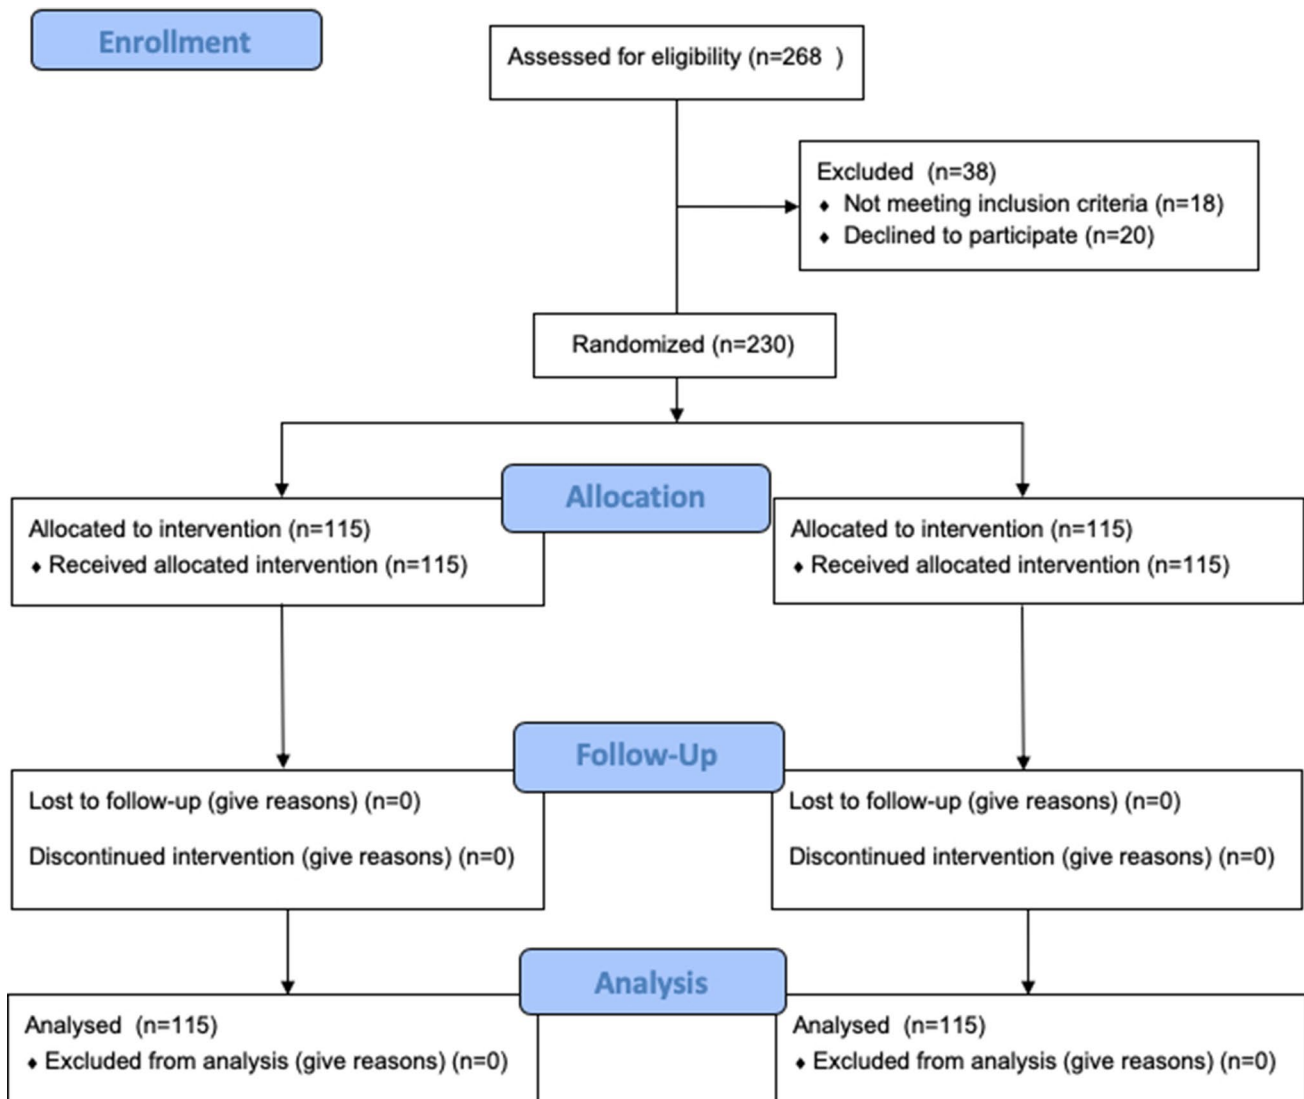 Enrollment
Assessed for eligibility (n=268  )
Excluded  (n=38)
♦ Not meeting inclusion criteria (n=18)
♦ Declined to participate (n=20)
Randomized (n=230)
Allocation
Allocated to intervention (n=115)
♦ Received allocated intervention (n=115)
Allocated to intervention (n=115)
♦ Received allocated intervention (n=115)
Follow-Up
Lost to follow-up (give reasons) (n=0)
Discontinued intervention (give reasons) (n=0)
Lost to follow-up (give reasons) (n=0)
Discontinued intervention (give reasons) (n=0)
Analysis
Analysed  (n=115)
♦ Excluded from analysis (give reasons) (n=0)
Analysed  (n=115)
♦ Excluded from analysis (give reasons) (n=0)